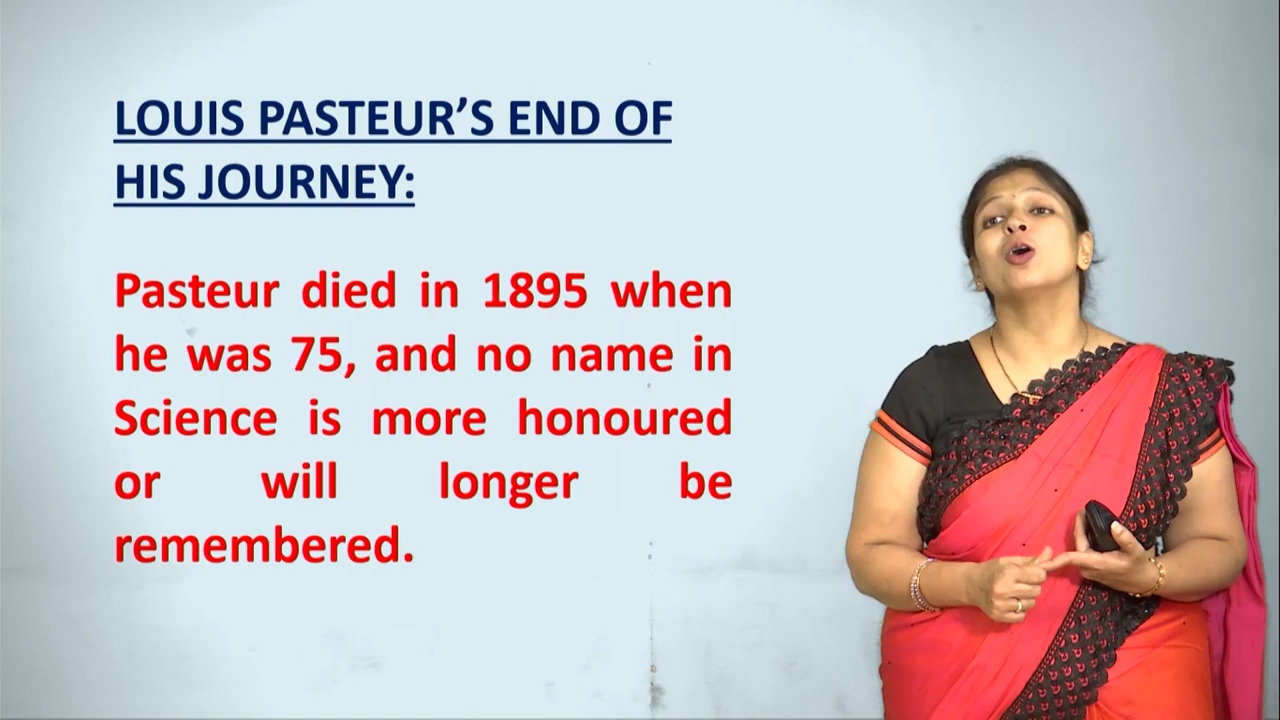 LOUIS PASTEUR’S END OF
HIS JOURNEY:
Pasteur died in 1895 when
he was 75, and no name in
Science is more honoured
or will longer be
remembered.